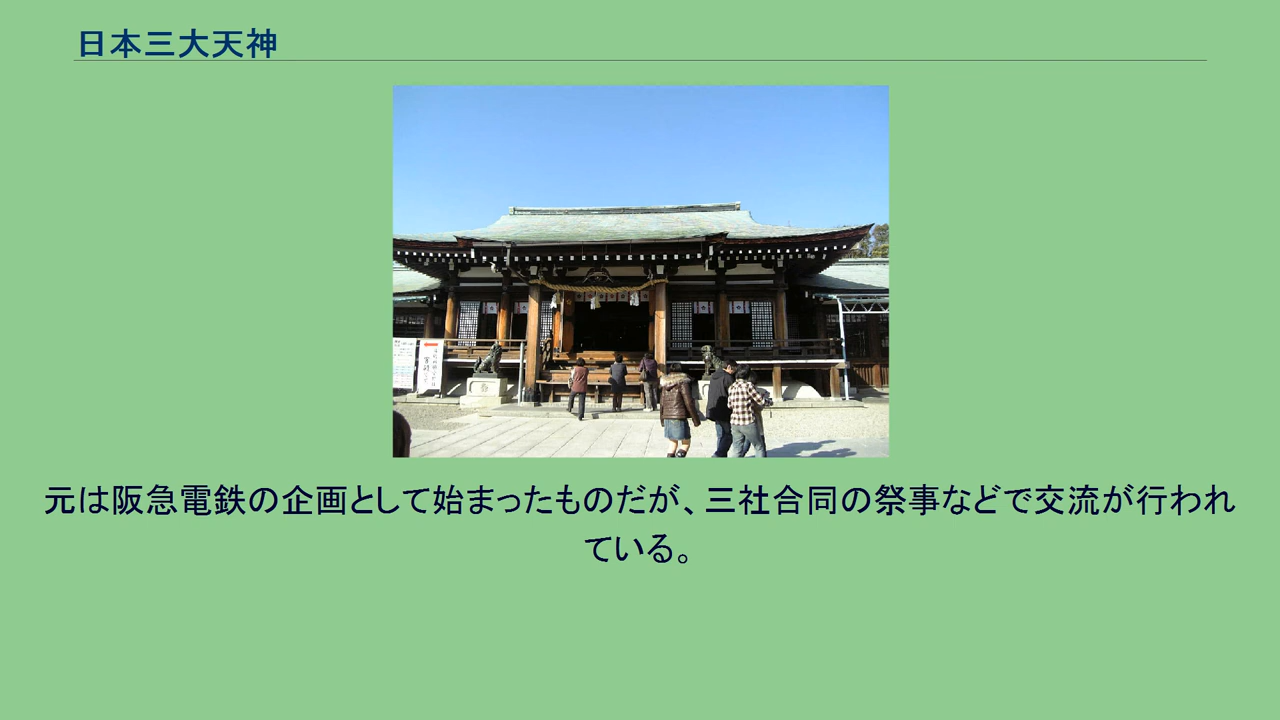 日本三大天神
元は阪急電鉄の企画として始まったものだが、三社合同の祭事などで交流が行われ
ている。